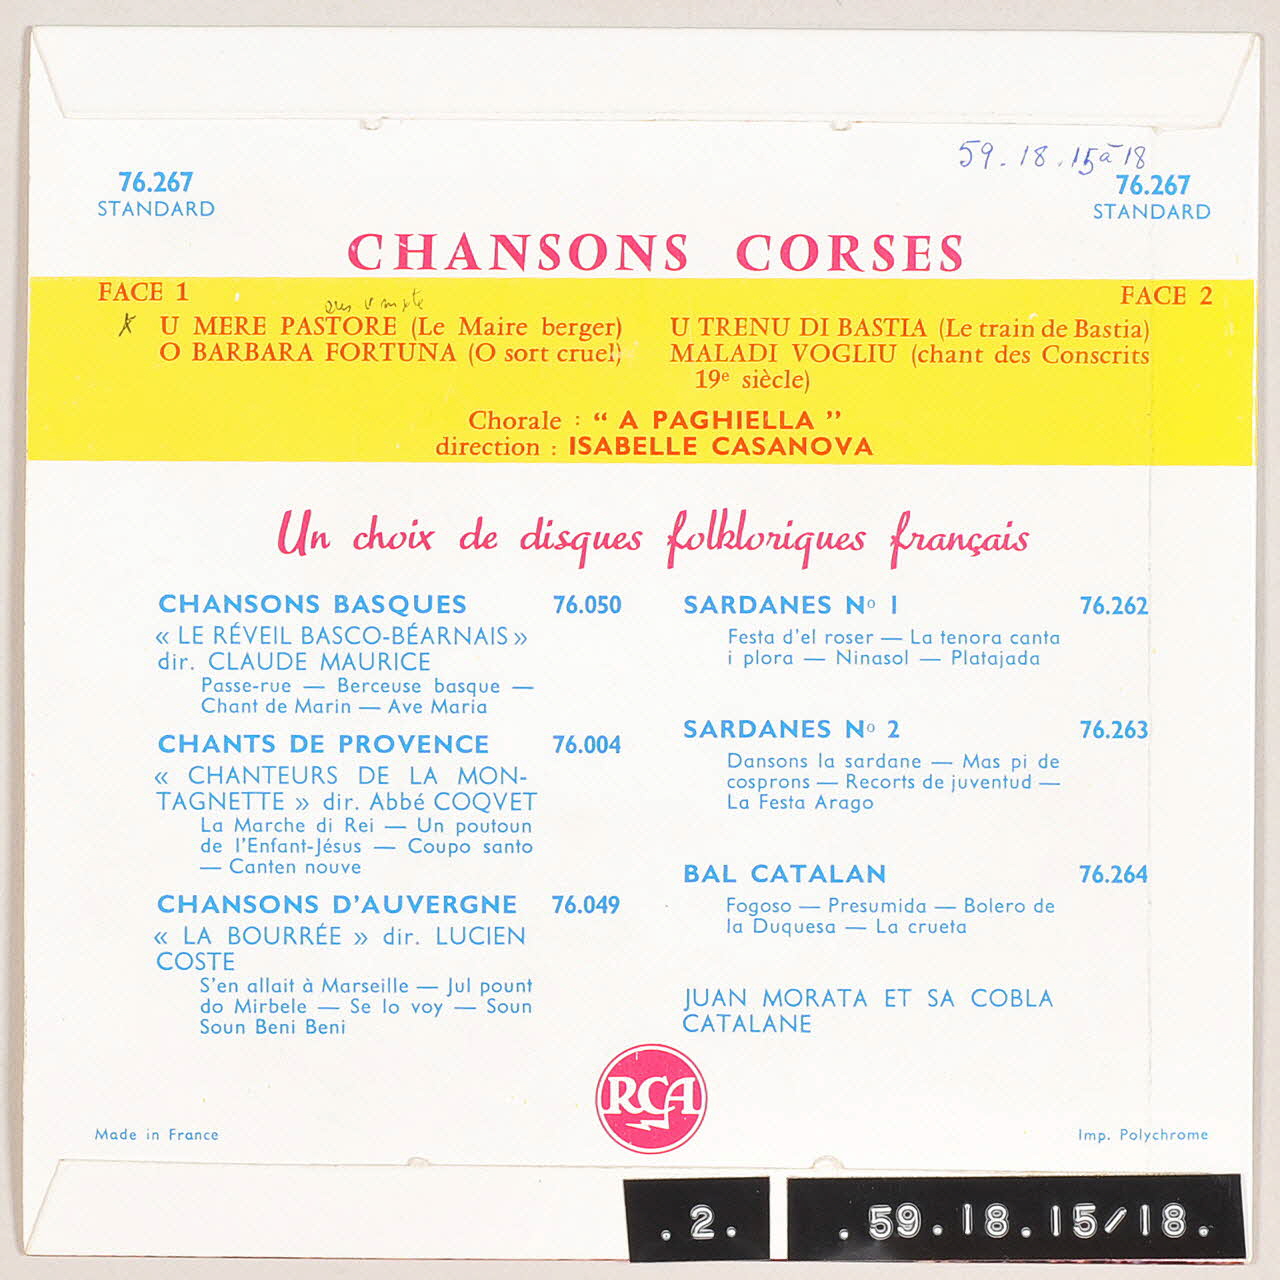 59.18.15 à 18
76.267
STANDARD
76.267
STANDARD
CHANSONS CORSES
FACE 1
U MERE PASTORE (Le Maire berger)
O BARBARA FORTUNA (O sort cruel)
FACE 2
U TRENU DI BASTIA (Le train de Bastia)
MALADI VOGLIU (chant des Conscrits
19e siècle)
Chorale : “ A PAGHIELLA ”
direction : ISABELLE CASANOVA
Un choix de disques folkloriques français
CHANSONS BASQUES 76.050
« LE RÉVEIL BASCO-BÉARNAIS »
dir. CLAUDE MAURICE
Passe-rue — Berceuse basque —
Chant de Marin — Ave Maria
CHANTS DE PROVENCE 76.004
« CHANTEURS DE LA MON-
TAGNETTE » dir. Abbé COQVET
La Marche di Rei — Un poutoun
de l'Enfant-Jésus — Coupo santo
— Canten nouve
CHANSONS D'AUVERGNE 76.049
« LA BOURRÉE » dir. LUCIEN
COSTE
S'en allait à Marseille — Jul pount
do Mirbele — Se lo voy — Soun
Soun Beni Beni
SARDANES No 1 76.262
Festa d'el roser — La tenora canta
i plora — Ninasol — Platajada
SARDANES No 2 76.263
Dansons la sardane — Mas pi de
cosprons — Recorts de juventud —
La Festa Arago
BAL CATALAN 76.264
Fogoso — Presumida — Bolero de
la Duquesa — La crueta
JUAN MORATA ET SA COBLA
CATALANE
RCA
Made in France
Imp. Polychrome
.2.
.59.18.15/18.